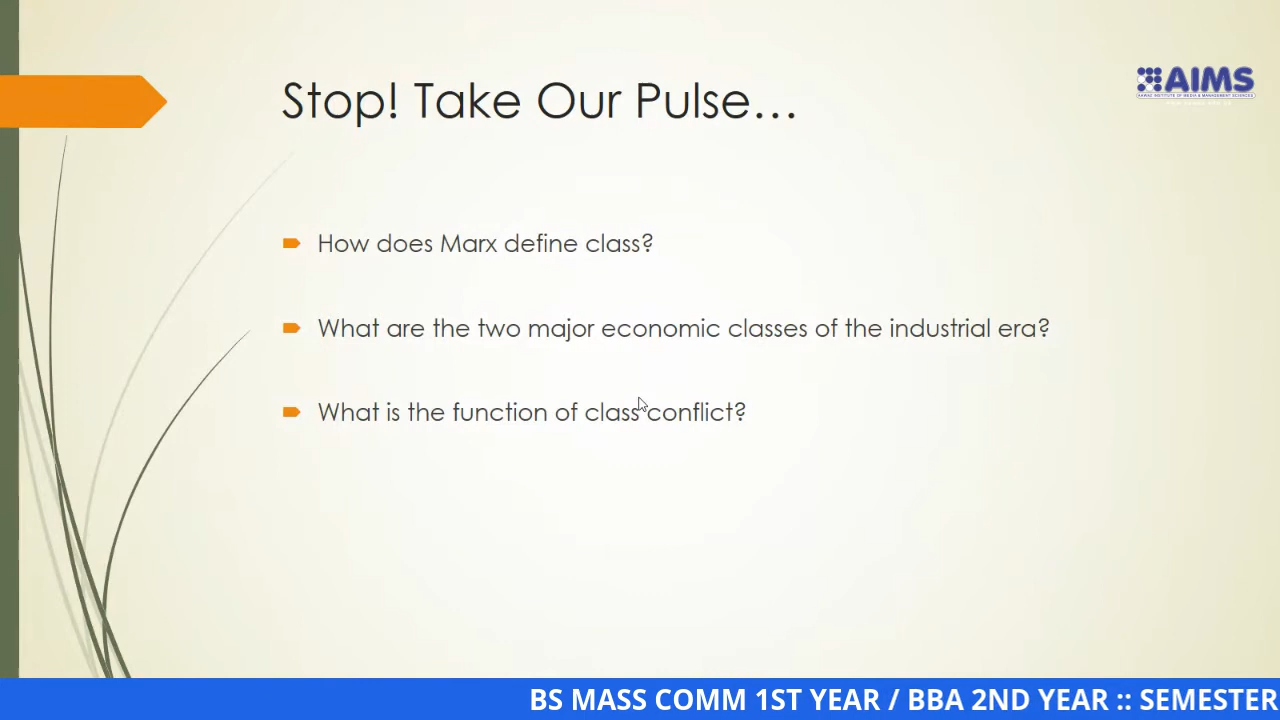 Stop! Take Our Pulse…
AIMS
How does Marx define class?
What are the two major economic classes of the industrial era?
What is the function of class conflict?
BS MASS COMM 1ST YEAR / BBA 2ND YEAR :: SEMESTER